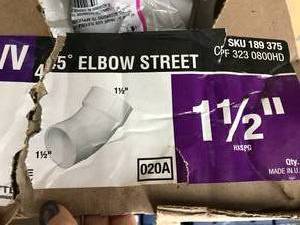 SKU 189 375
CPF 323 0800HD
45° ELBOW STREET
1½"
1½"
1½"
HXSPG
020A
MADE IN U.